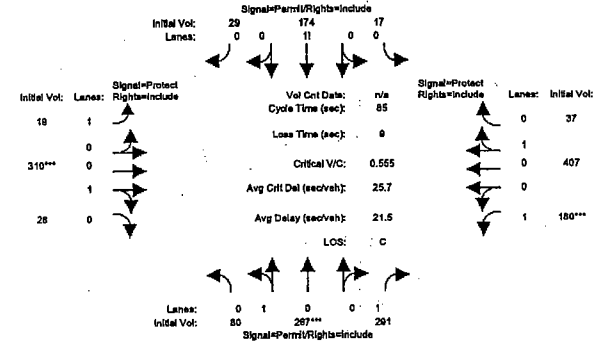 Signal=Permit/Rights=Include
Initial Vol: 29 174 17
Lanes: 0 0 1! 0 0
Signal=Protect
Rights=Include
Initial Vol: Lanes:
Vol Cnt Date: n/a
Cycle Time (sec): 85
Signal=Protect
Rights=Include
Lanes: Initial Vol:
19 1
0 37
Loss Time (sec): 9
0
1
310*** 0
Critical V/C: 0.555
0 407
1
Avg Crit Del (sec/veh): 25.7
0
28 0
Avg Delay (sec/veh): 21.5
1 180***
LOS: C
Lanes: 0 1 0 0 1
Initial Vol: 80 287*** 291
Signal=Permit/Rights=Include